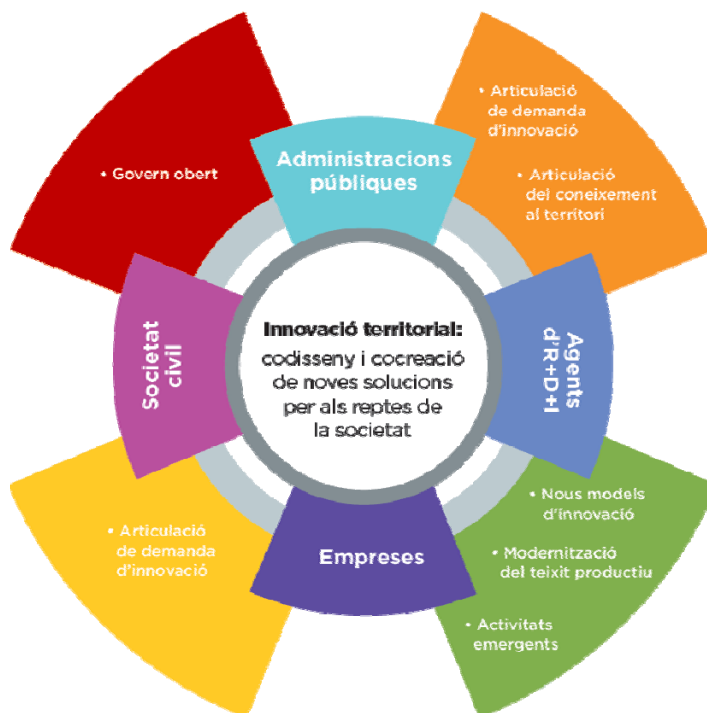 • Articulació
de demanda
d'innovació
• Articulació
del coneixement
al territori
• Govern obert
Administracions
públiques
Societat
civil
Innovació territorial:
codisseny i cocreació
de noves solucions
per als reptes de
la societat
Agents
d'R+D+I
• Articulació
de demanda
d'innovació
Empreses
• Nous models
d'innovació
• Modernització
del teixit productiu
• Activitats
emergents